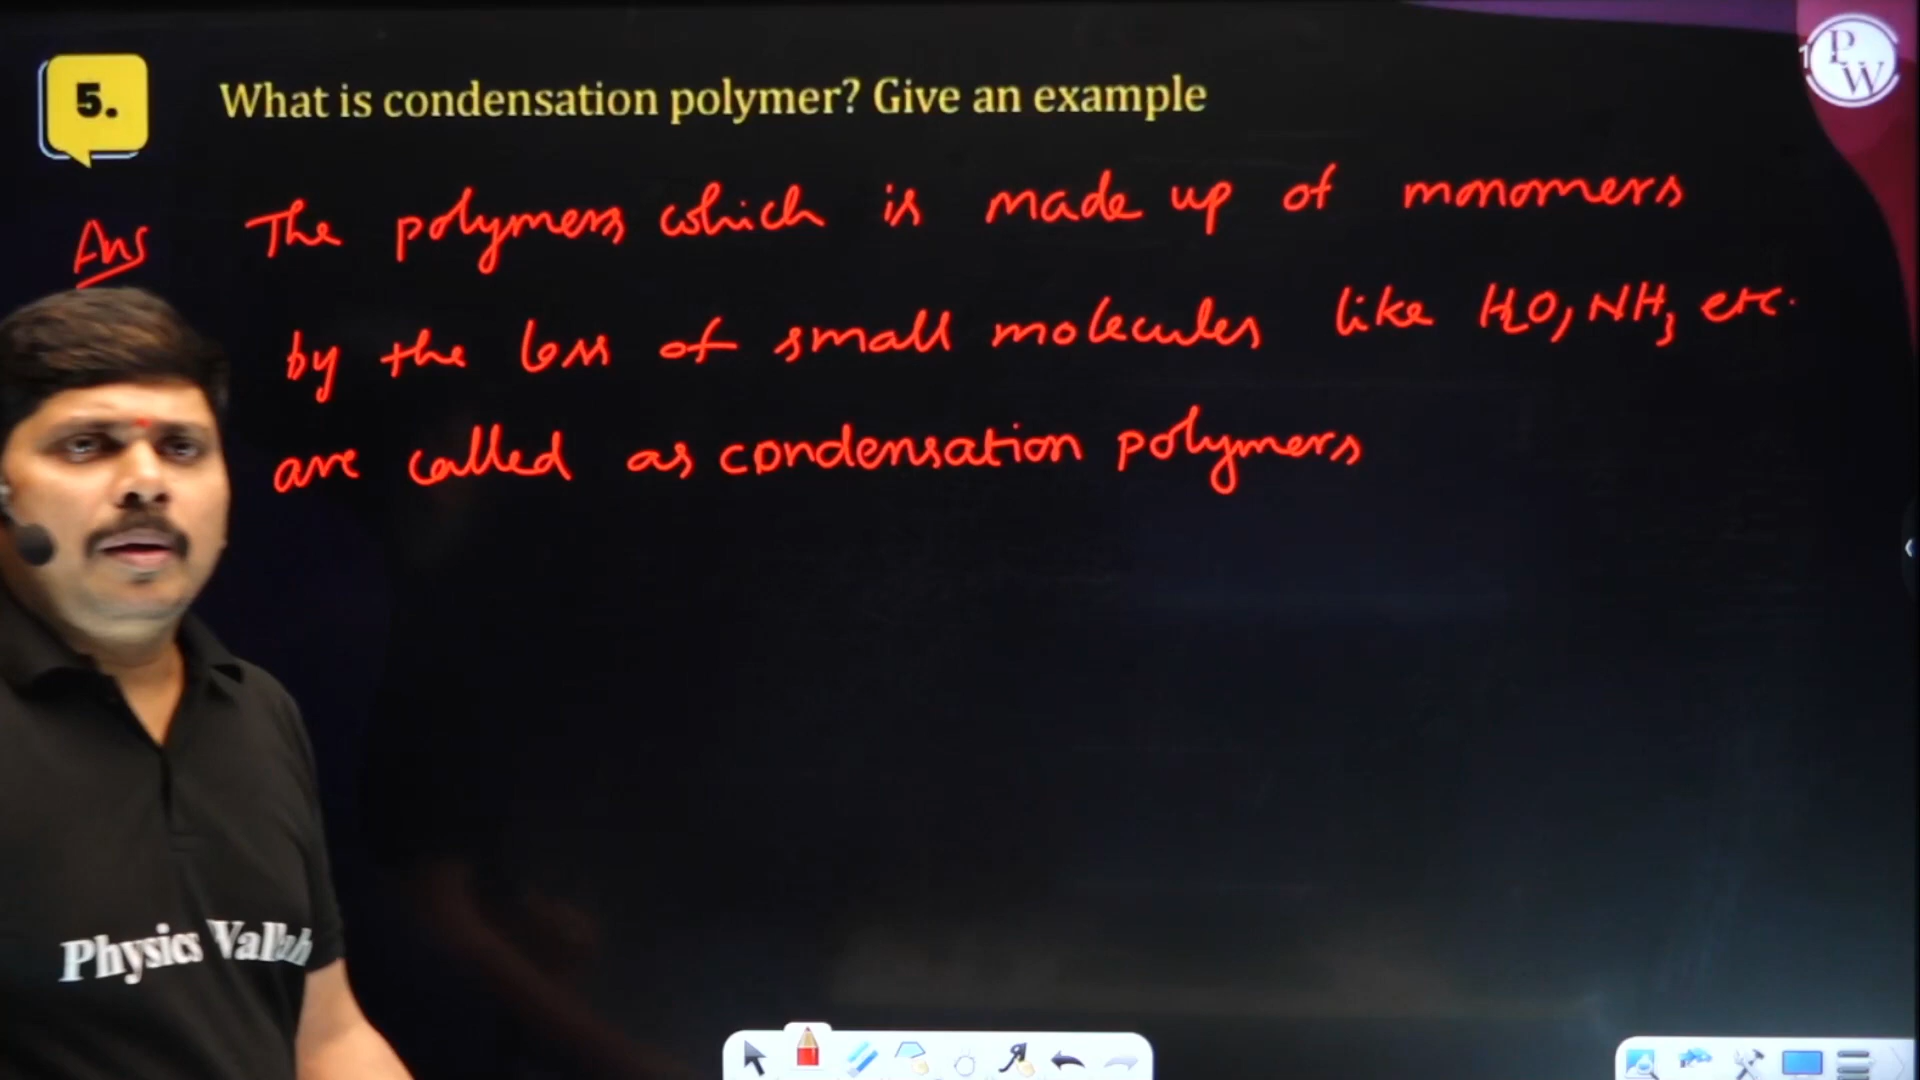 5. What is condensation polymer? Give an example
PW
Ans The polymers which is made up of monomers
by the loss of small molecules like H2O, NH3 etc.
are called as condensation polymers
Physics Wallah